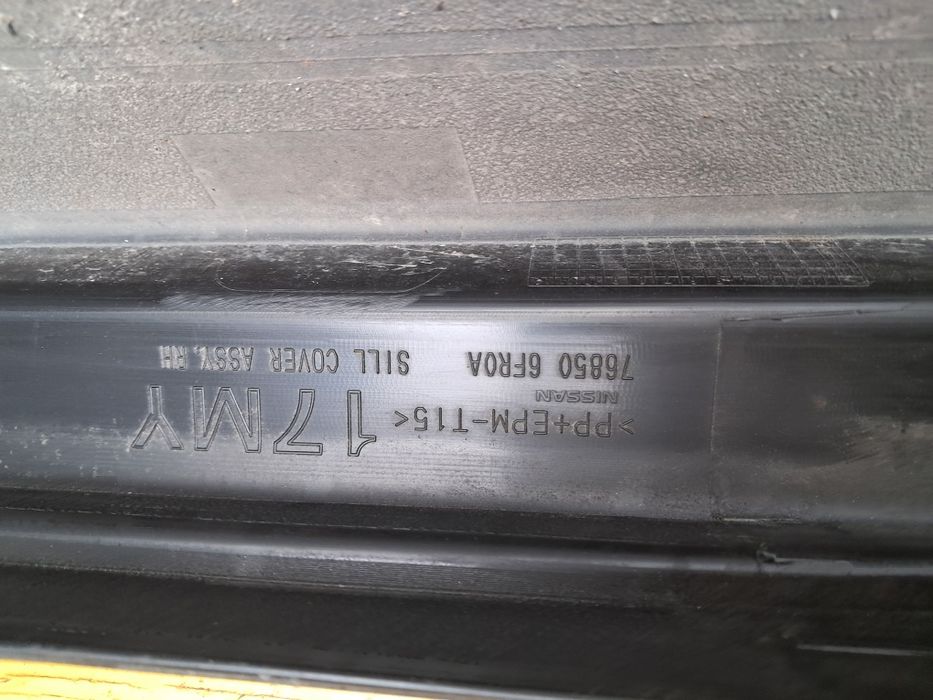 >PP+EPM-T15< 17MY
NISSAN
76850 6FR0A SILL COVER ASSY,RH